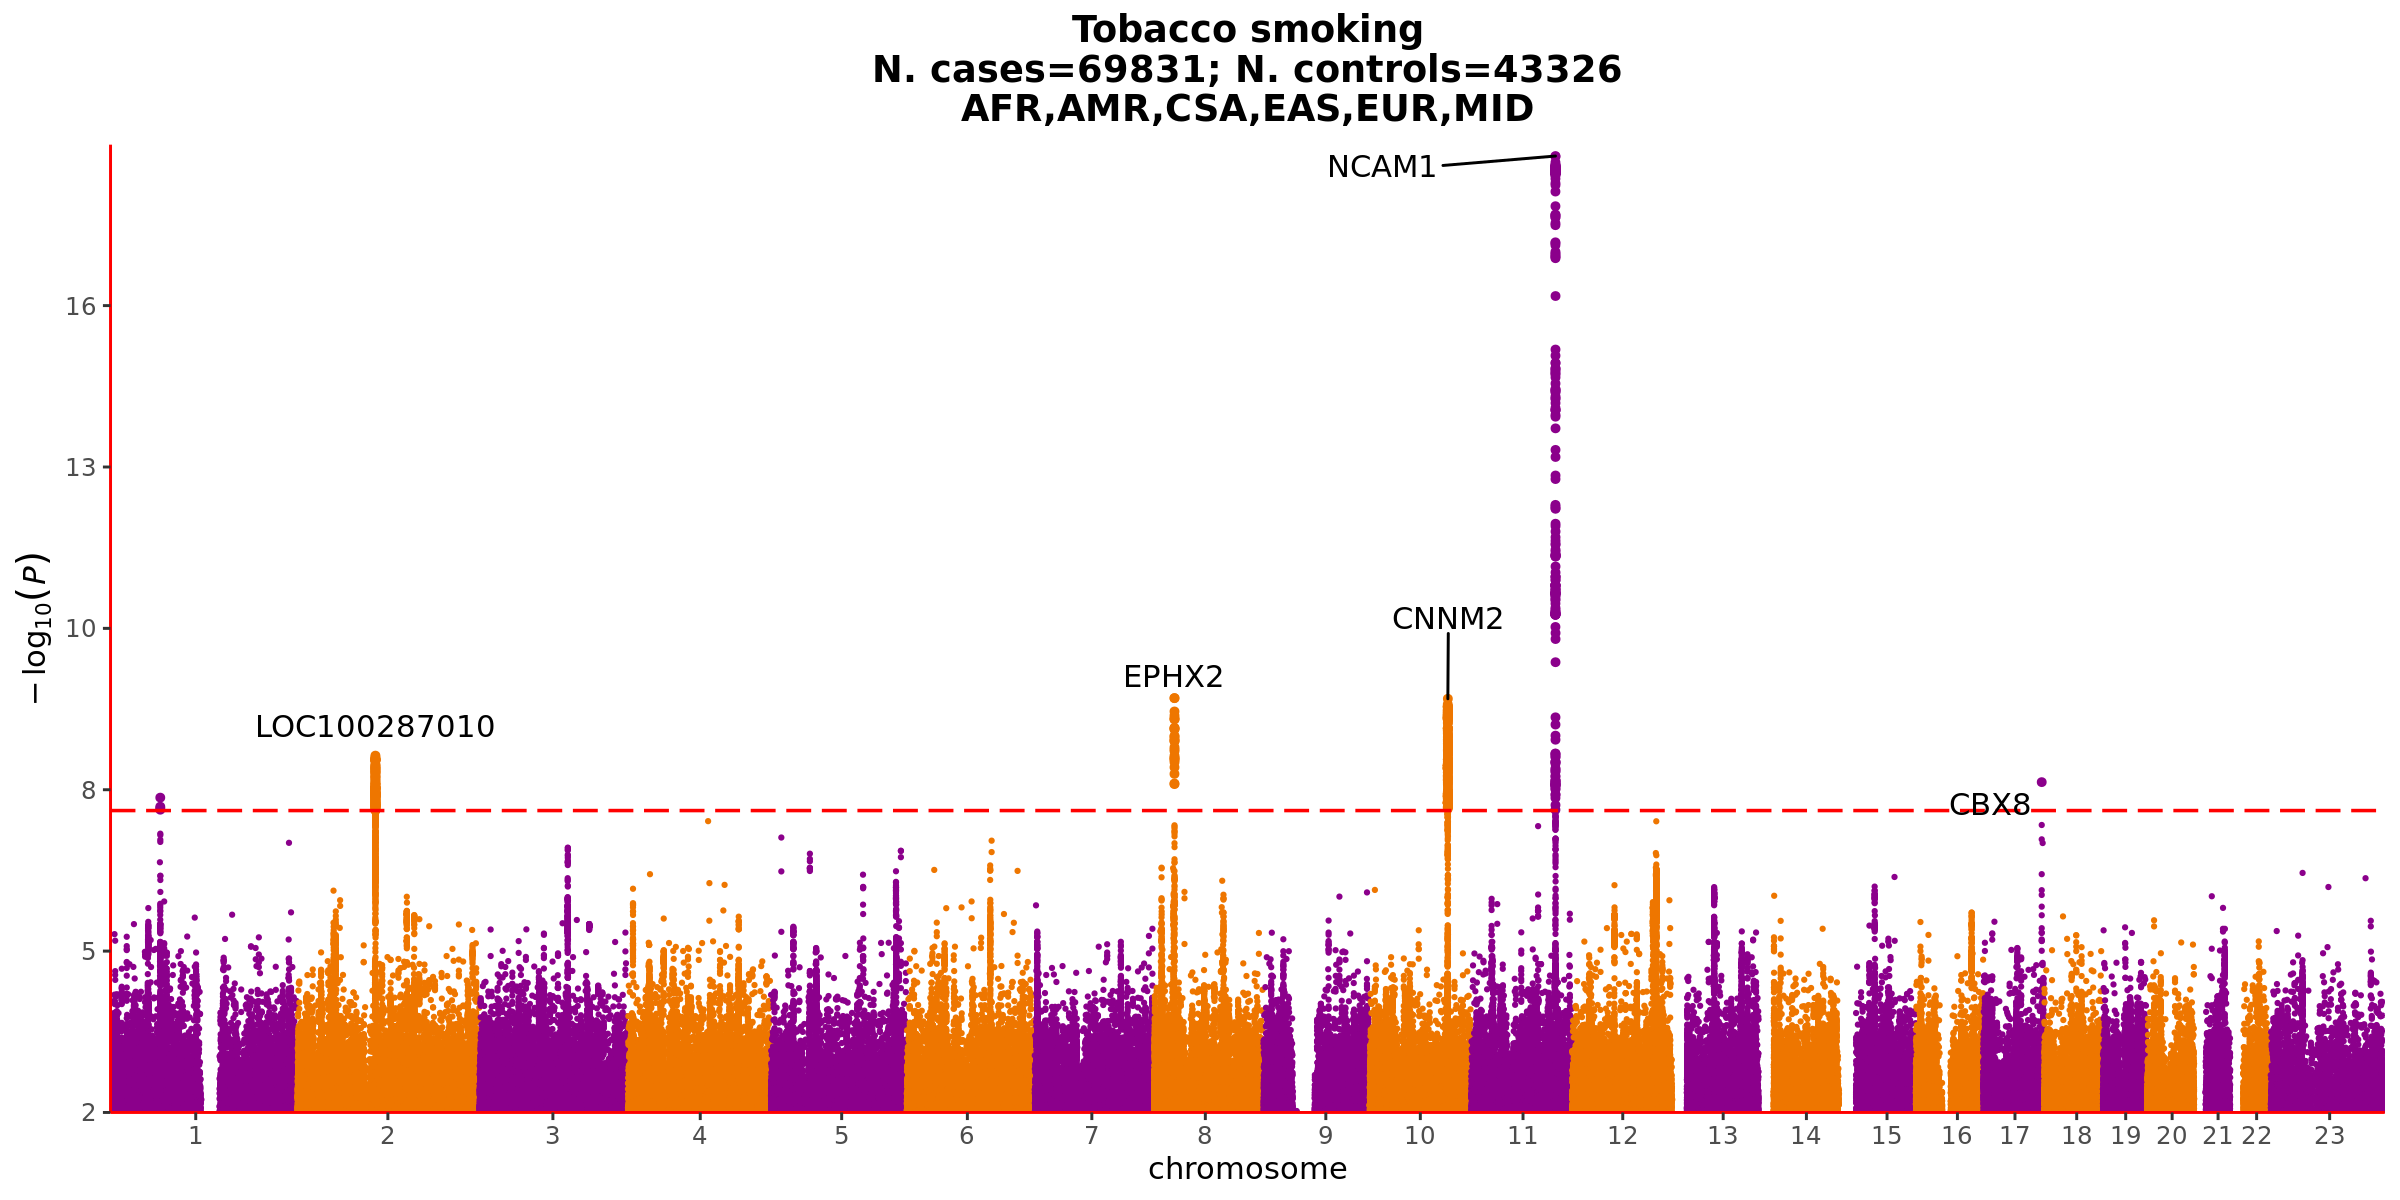 Tobacco smoking
N. cases=69831; N. controls=43326
AFR,AMR,CSA,EAS,EUR,MID
NCAM1
16
13
CNNM2
10
EPHX2
LOC100287010
8
CBX8
5
2
−log10(P)
1 2 3 4 5 6 7 8 9 10 11 12 13 14 15 16 17 18 19 20 21 22 23
chromosome